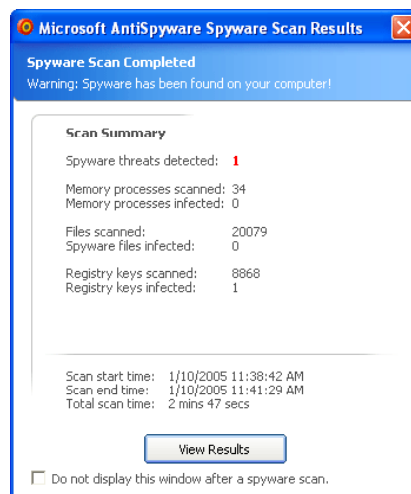 Microsoft AntiSpyware Spyware Scan Results
Spyware Scan Completed
Warning: Spyware has been found on your computer!
Scan Summary
Spyware threats detected: 1
Memory processes scanned: 34
Memory processes infected: 0
Files scanned: 20079
Spyware files infected: 0
Registry keys scanned: 8868
Registry keys infected: 1
Scan start time: 1/10/2005 11:38:42 AM
Scan end time: 1/10/2005 11:41:29 AM
Total scan time: 2 mins 47 secs
View Results
Do not display this window after a spyware scan.